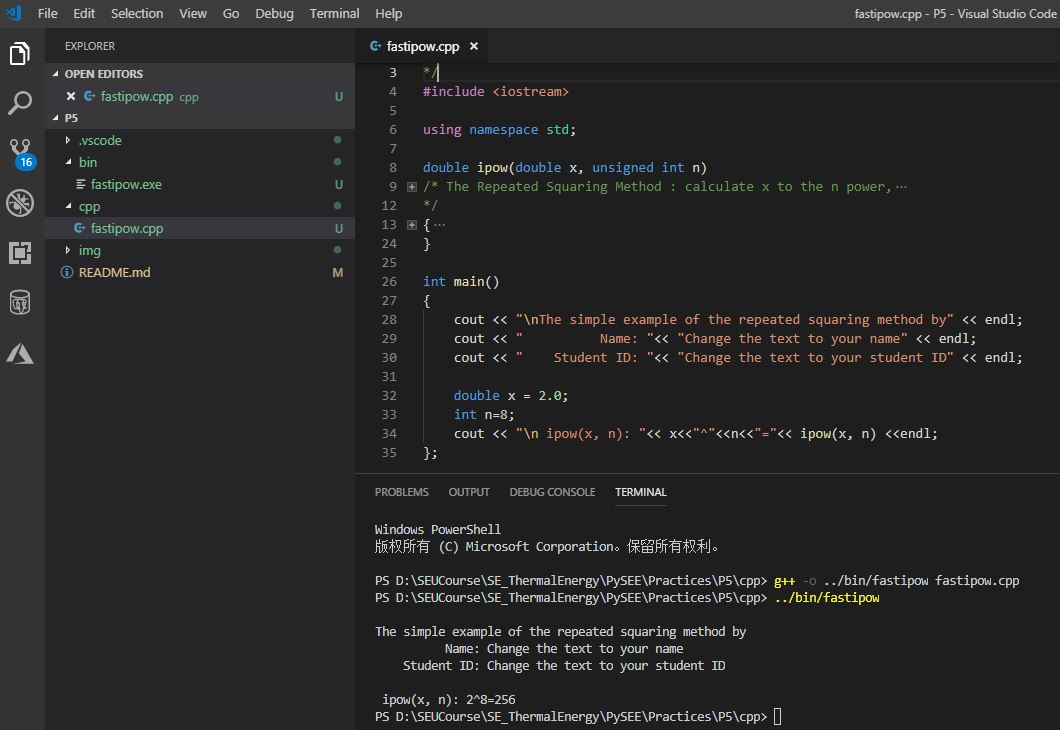 File Edit Selection View Go Debug Terminal Help
fastipow.cpp - P5 - Visual Studio Code
EXPLORER
OPEN EDITORS
fastipow.cpp cpp U
P5
.vscode
bin
fastipow.exe U
cpp
fastipow.cpp U
img
README.md M
16
fastipow.cpp
3 */
4 #include <iostream>
5
6 using namespace std;
7
8 double ipow(double x, unsigned int n)
9 /* The Repeated Squaring Method : calculate x to the n power,⋯
12 */
13 {⋯
24 }
25
26 int main()
27 {
28     cout << "\nThe simple example of the repeated squaring method by" << endl;
29     cout << "          Name: "<< "Change the text to your name" << endl;
30     cout << "    Student ID: "<< "Change the text to your student ID" << endl;
31
32     double x = 2.0;
33     int n=8;
34     cout << "\n ipow(x, n): "<< x<<"^"<<n<<"="<< ipow(x, n) <<endl;
35 };
PROBLEMS OUTPUT DEBUG CONSOLE TERMINAL
Windows PowerShell
版权所有 (C) Microsoft Corporation。保留所有权利。
PS D:\SEUCourse\SE_ThermalEnergy\PySEE\Practices\P5\cpp> g++ -o ../bin/fastipow fastipow.cpp
PS D:\SEUCourse\SE_ThermalEnergy\PySEE\Practices\P5\cpp> ../bin/fastipow
The simple example of the repeated squaring method by
          Name: Change the text to your name
    Student ID: Change the text to your student ID
 ipow(x, n): 2^8=256
PS D:\SEUCourse\SE_ThermalEnergy\PySEE\Practices\P5\cpp>